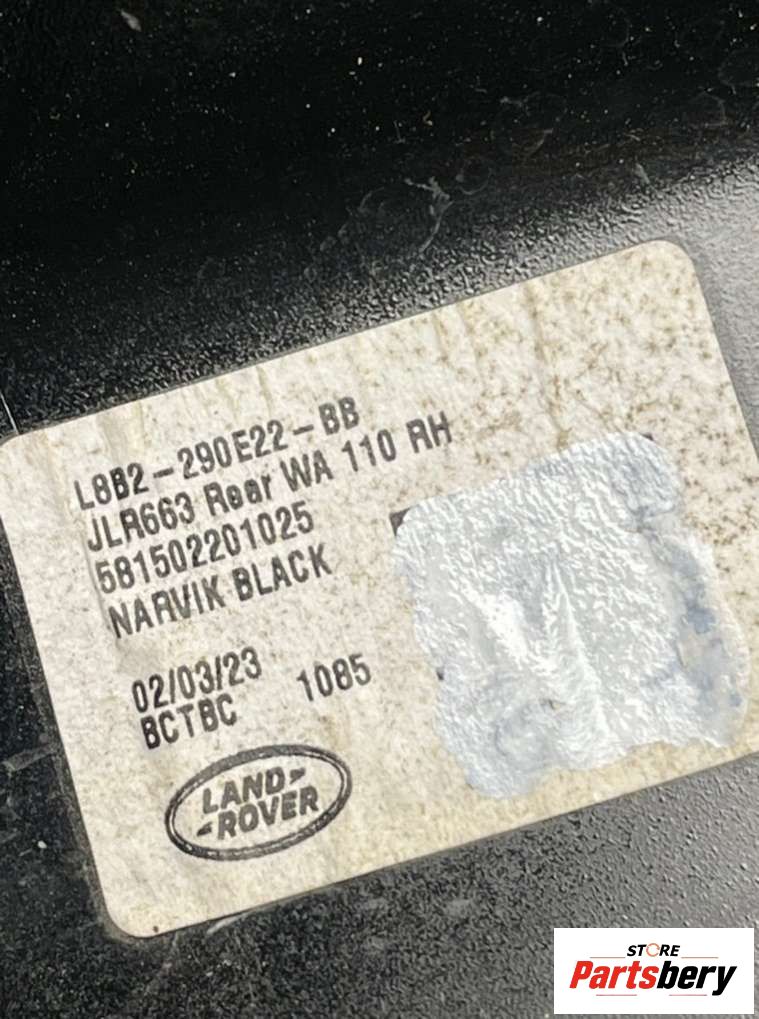 L8B2-290E22-BB
JLR663 Rear WA 110 RH
581502201025
NARVIK BLACK
02/03/23 1085
BCTBC
LAND-
-ROVER
STORE
Partsbery